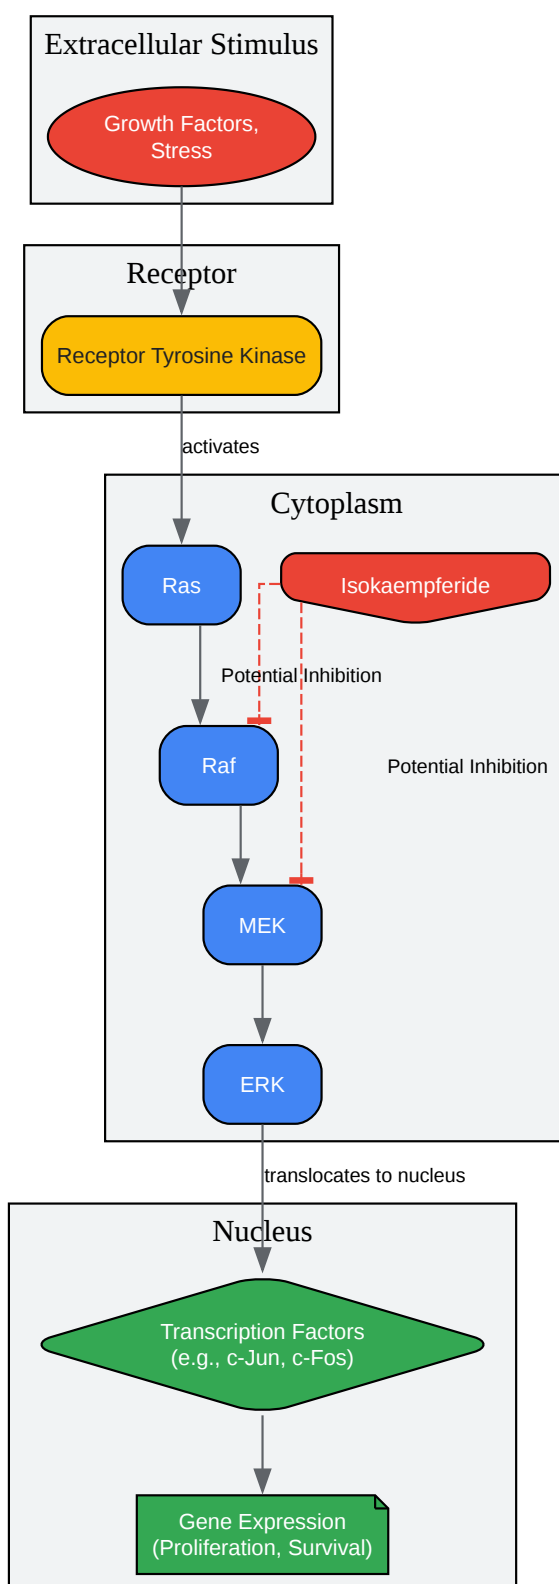 Extracellular Stimulus
Growth Factors,
Stress
Receptor
Receptor Tyrosine Kinase
activates
Cytoplasm
Ras
Isokaempferide
Potential Inhibition
Raf
Potential Inhibition
MEK
ERK
translocates to nucleus
Nucleus
Transcription Factors
(e.g., c-Jun, c-Fos)
Gene Expression
(Proliferation, Survival)